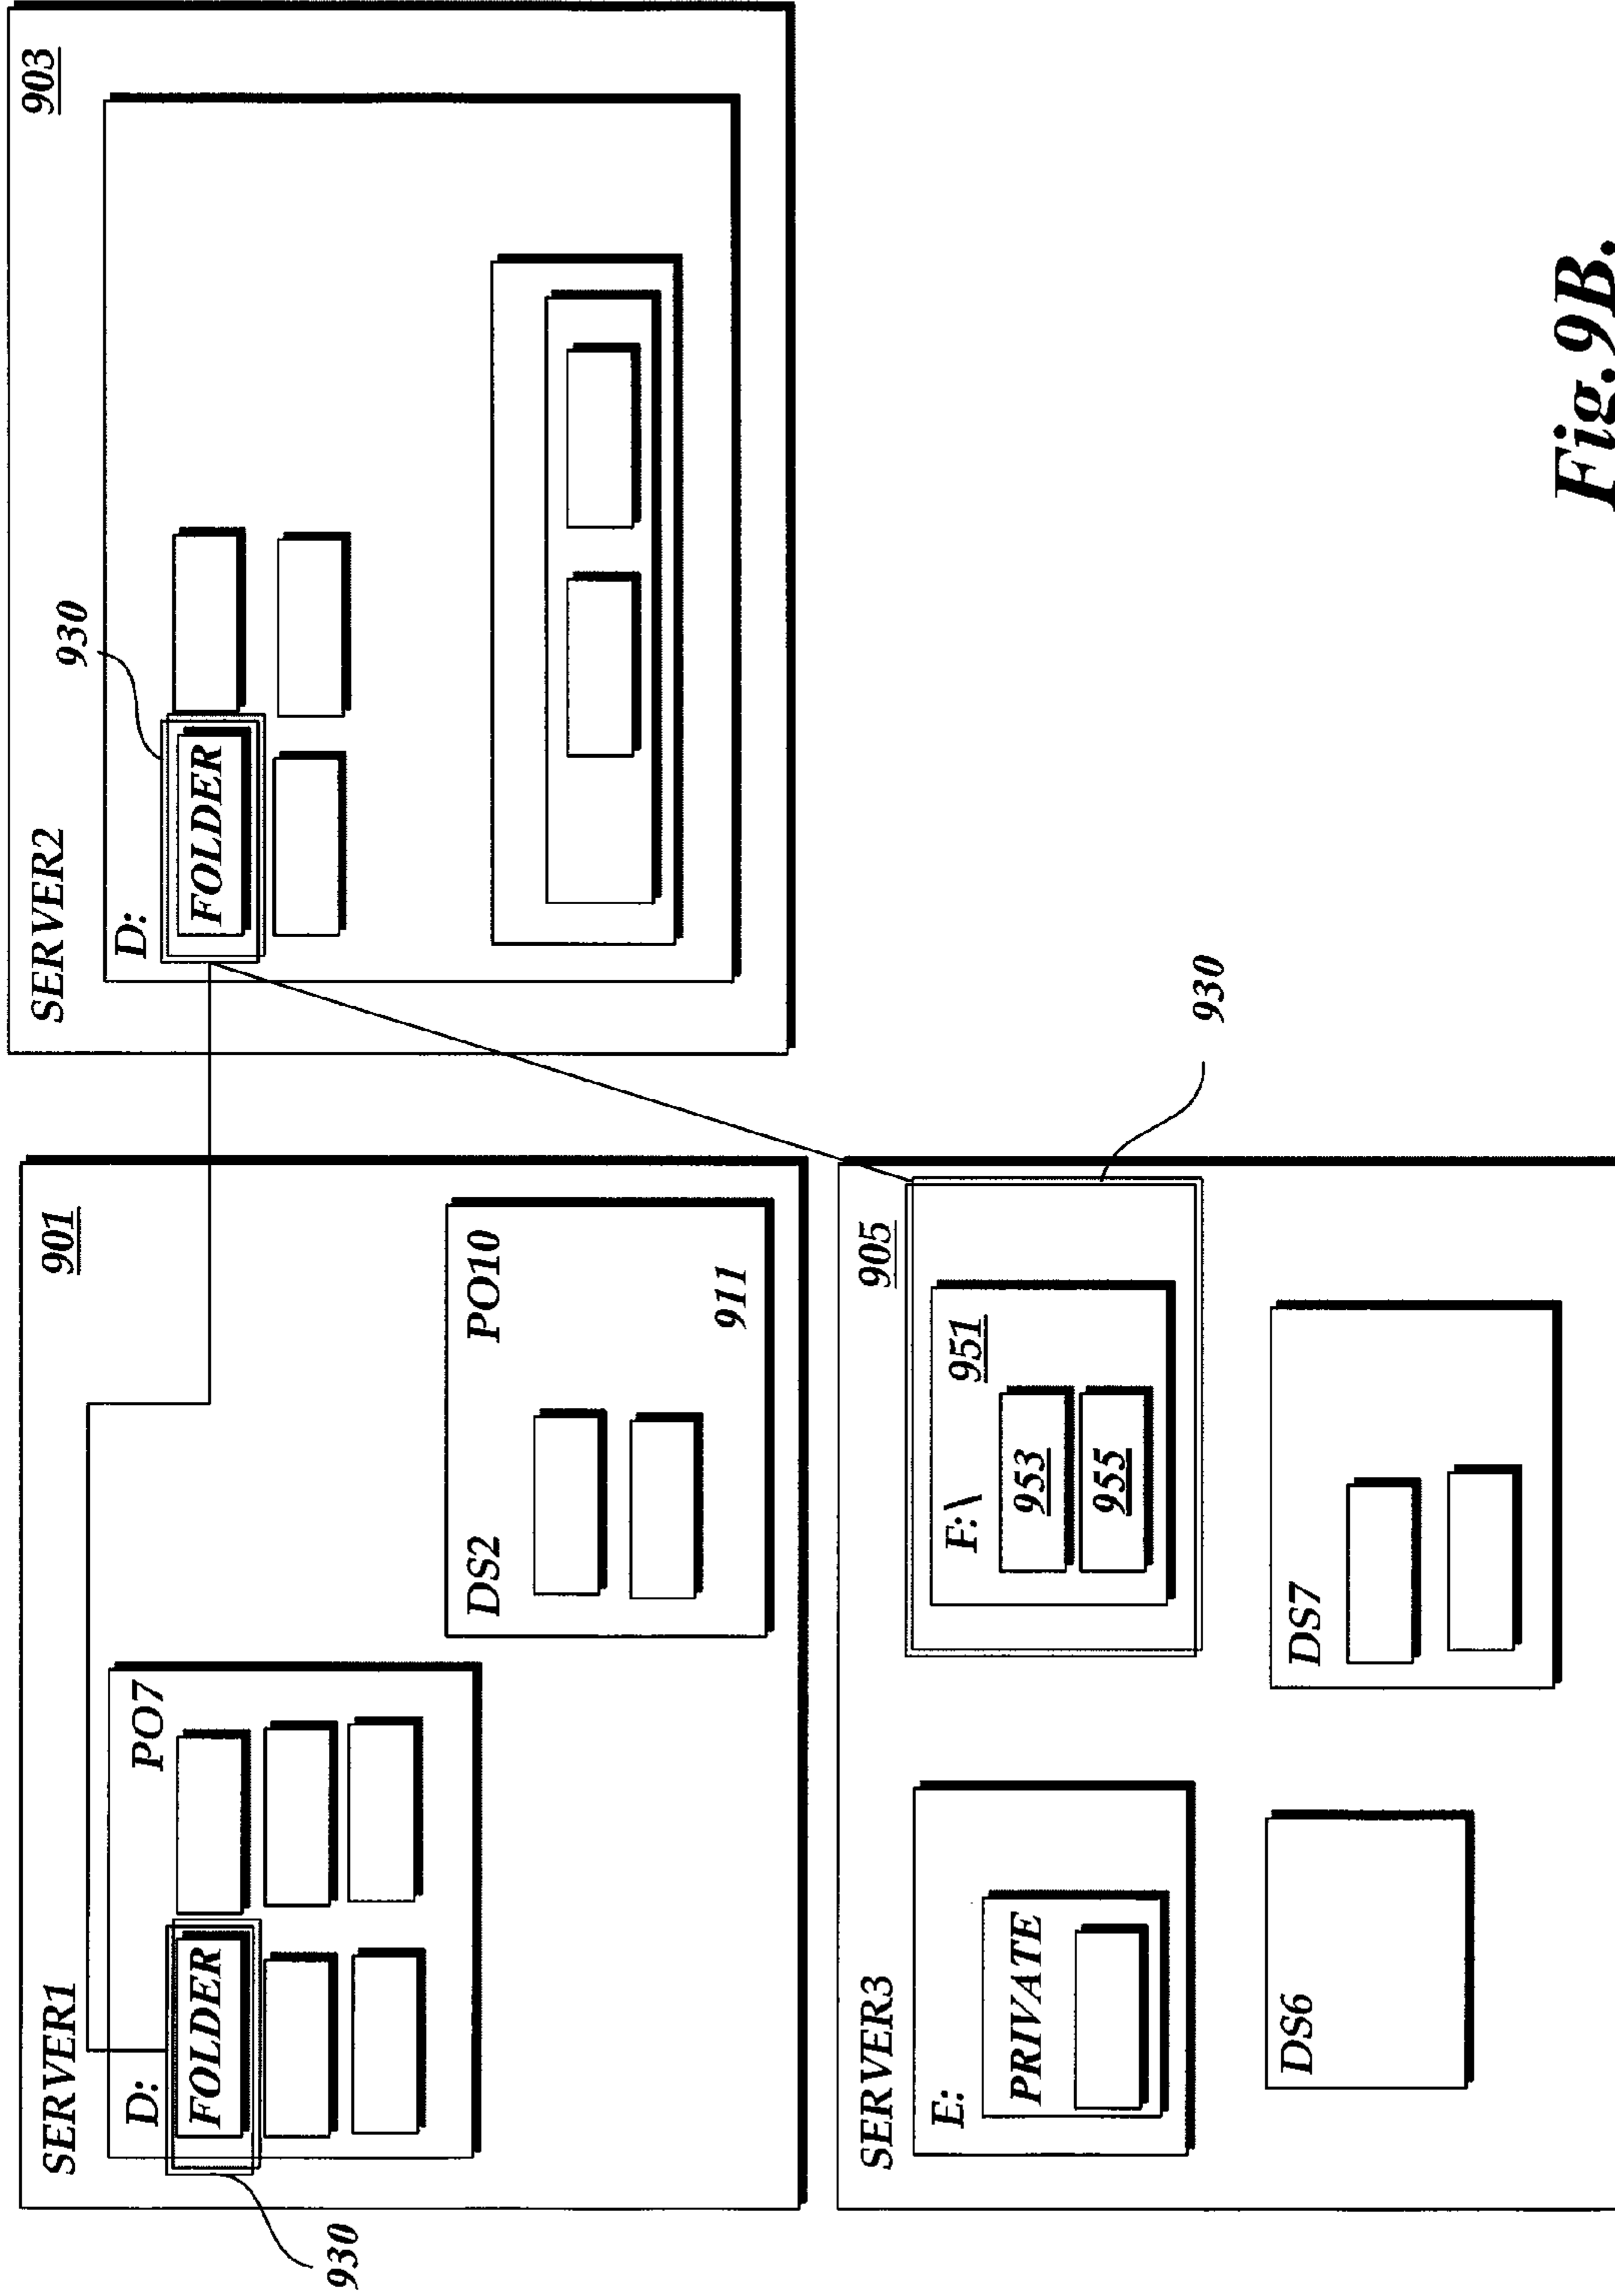 SERVER1
901
D:
PO7
FOLDER
930
DS2
PO10
911
SERVER2
903
930
D:
FOLDER
SERVER3
905
E:
PRIVATE
F:\
951
953
955
930
DS6
DS7
Fig.9B.